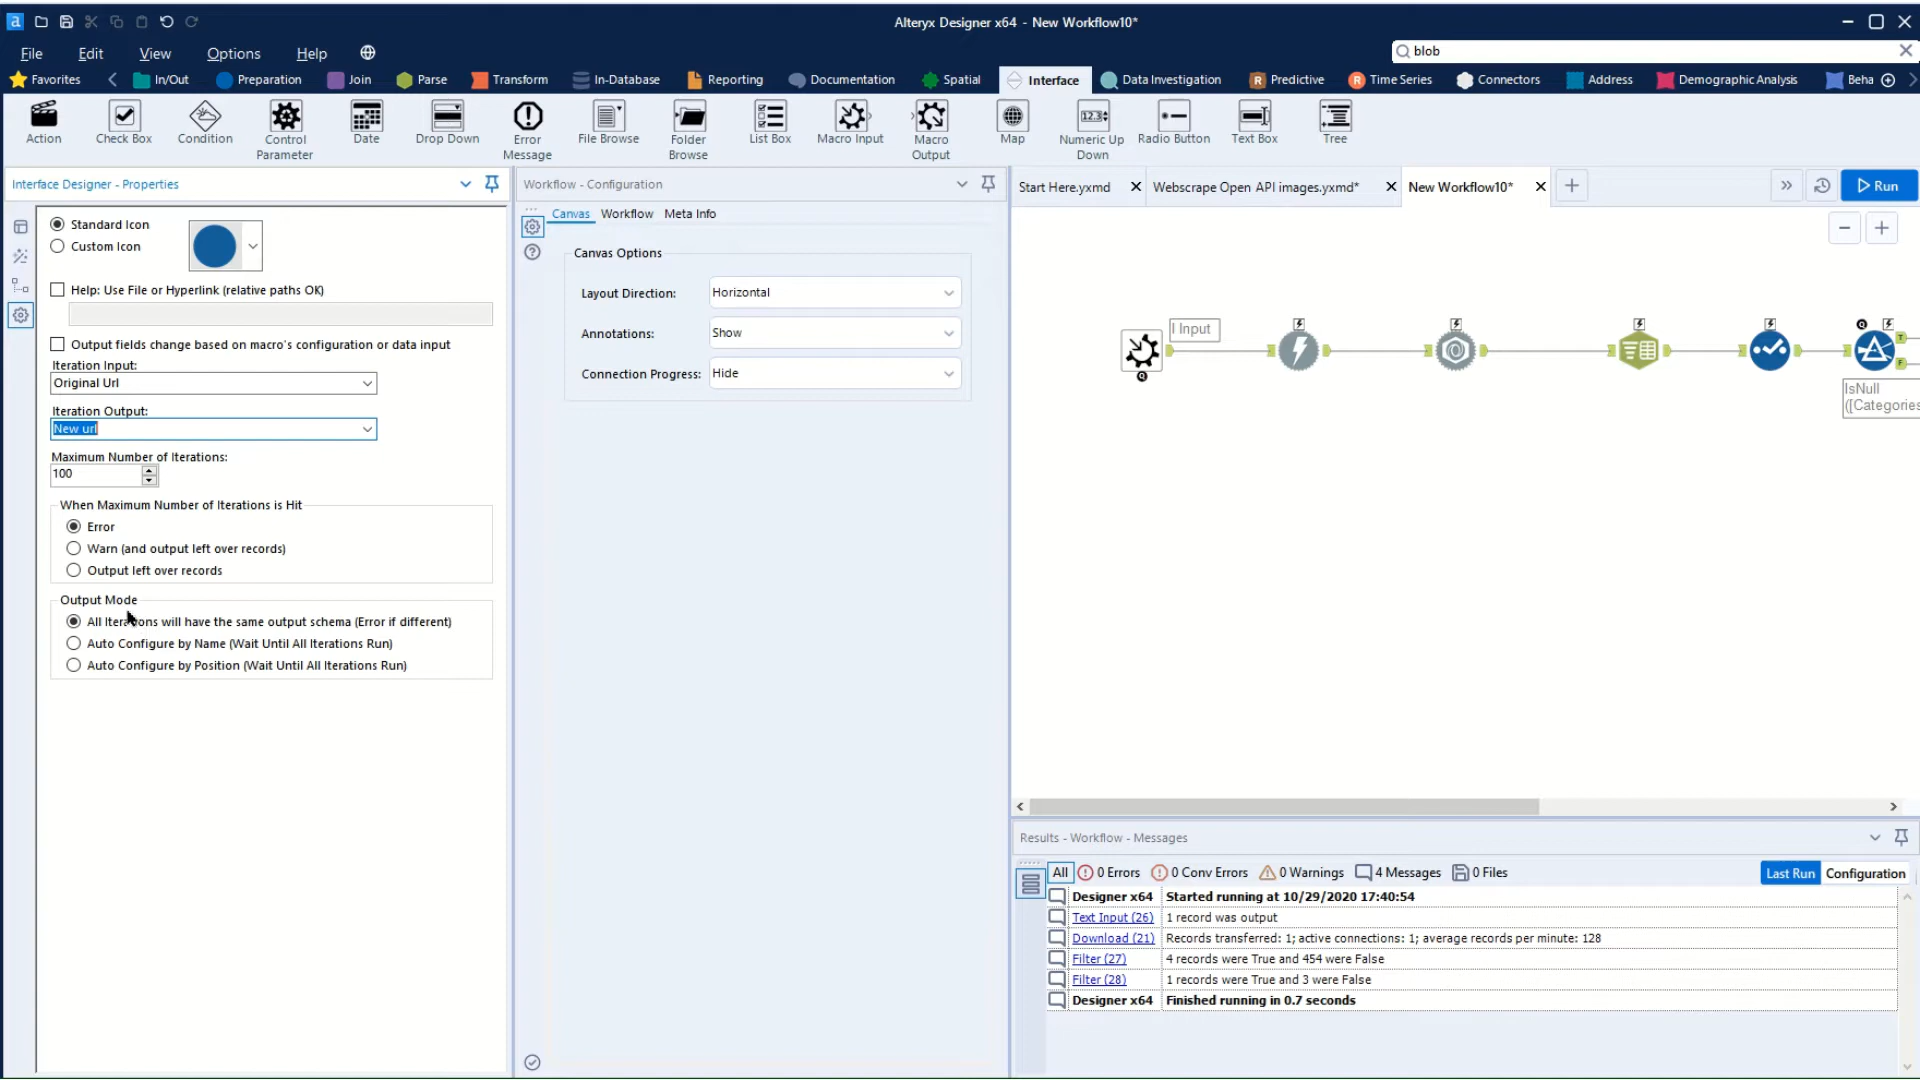 Alteryx Designer x64 - New Workflow10*
File Edit View Options Help
blob
Favorites In/Out Preparation Join Parse Transform In-Database Reporting Documentation Spatial Interface Data Investigation Predictive Time Series Connectors Address Demographic Analysis Beha
Action Check Box Condition Control Parameter Date Drop Down Error Message File Browse Folder Browse List Box Macro Input Macro Output Map Numeric Up Down Radio Button Text Box Tree
Interface Designer - Properties
Standard Icon
Custom Icon
Help: Use File or Hyperlink (relative paths OK)
Output fields change based on macro's configuration or data input
Iteration Input:
Original Url
Iteration Output:
New url
Maximum Number of Iterations:
100
When Maximum Number of Iterations is Hit
Error
Warn (and output left over records)
Output left over records
Output Mode
All Iterations will have the same output schema (Error if different)
Auto Configure by Name (Wait Until All Iterations Run)
Auto Configure by Position (Wait Until All Iterations Run)
Workflow - Configuration
Canvas Workflow Meta Info
Canvas Options
Layout Direction: Horizontal
Annotations: Show
Connection Progress: Hide
Start Here.yxmd Webscrape Open API images.yxmd* New Workflow10* Run
I Input
IsNull
([Categories
Results - Workflow - Messages
All 0 Errors 0 Conv Errors 0 Warnings 4 Messages 0 Files Last Run Configuration
Designer x64 Started running at 10/29/2020 17:40:54
Text Input (26) 1 record was output
Download (21) Records transferred: 1; active connections: 1; average records per minute: 128
Filter (27) 4 records were True and 454 were False
Filter (28) 1 records were True and 3 were False
Designer x64 Finished running in 0.7 seconds